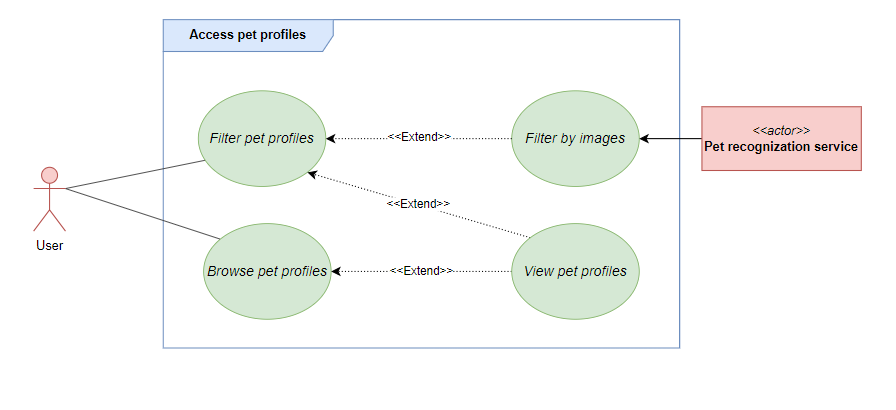 Access pet profiles
Filter pet profiles
<<Extend>>
Filter by images
<<actor>>
Pet recognization service
<<Extend>>
User
Browse pet profiles
<<Extend>>
View pet profiles